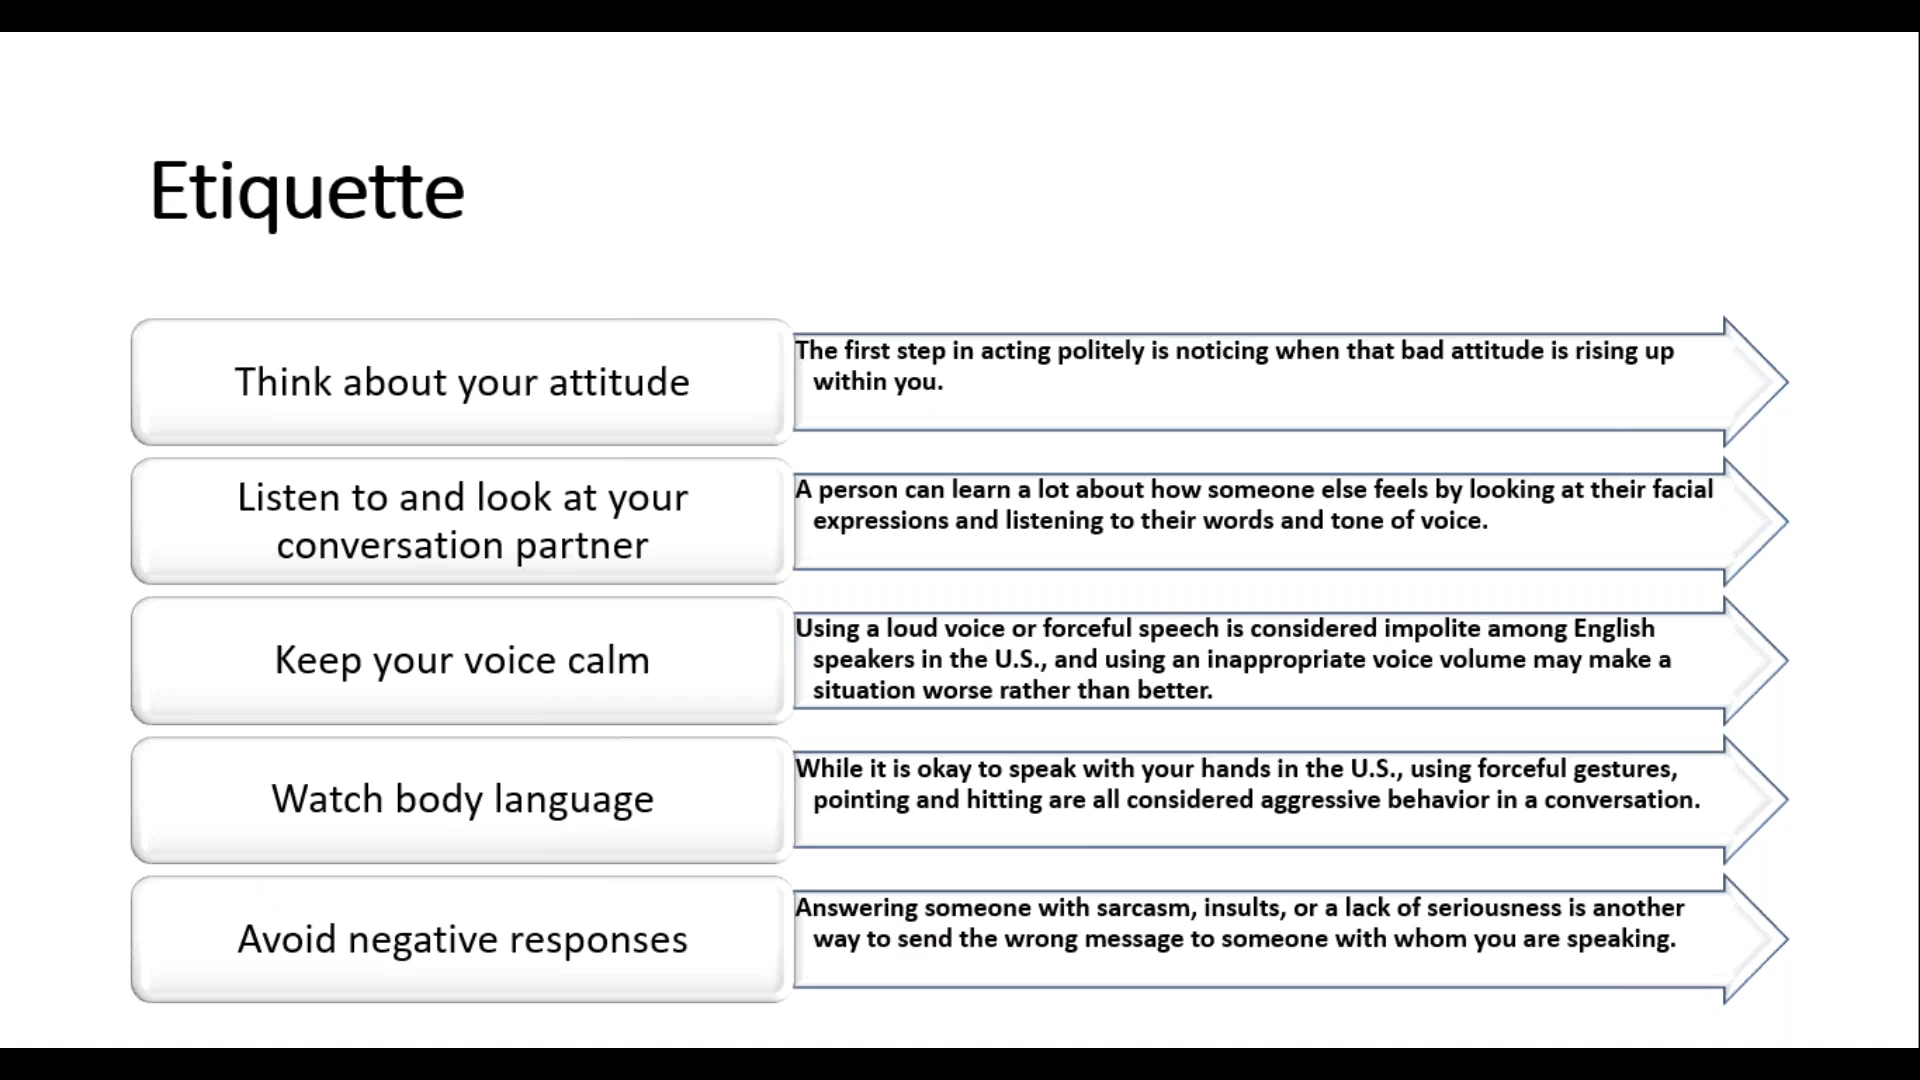 Etiquette
Think about your attitude
The first step in acting politely is noticing when that bad attitude is rising up
within you.
Listen to and look at your
conversation partner
A person can learn a lot about how someone else feels by looking at their facial
expressions and listening to their words and tone of voice.
Keep your voice calm
Using a loud voice or forceful speech is considered impolite among English
speakers in the U.S., and using an inappropriate voice volume may make a
situation worse rather than better.
Watch body language
While it is okay to speak with your hands in the U.S., using forceful gestures,
pointing and hitting are all considered aggressive behavior in a conversation.
Avoid negative responses
Answering someone with sarcasm, insults, or a lack of seriousness is another
way to send the wrong message to someone with whom you are speaking.